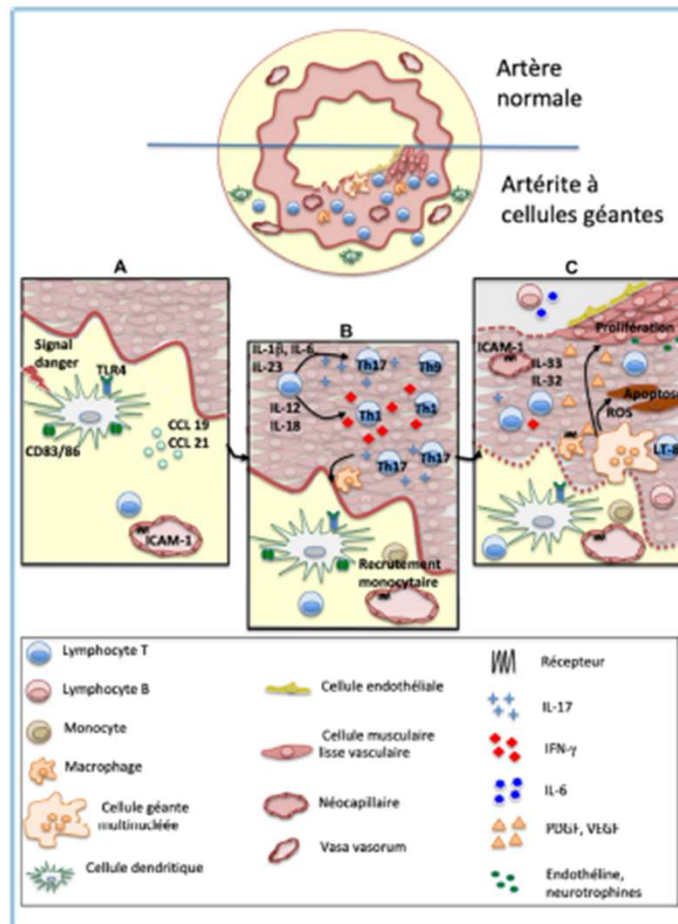 Artère
normale
Artérite à
cellules géantes
A
Signal
danger
TLR4
CCL 19
CCL 21
CD83/86
ICAM-1
B
IL-1β, IL-6
IL-23
Th17
Th9
IL-12
IL-18
Th1
Th1
Th17
Th17
Recrutement
monocytaire
C
Prolifération
ICAM-1
IL-33
IL-32
Apoptose
ROS
LT-8
Lymphocyte T
Lymphocyte B
Monocyte
Macrophage
Cellule géante
multinucléée
Cellule dendritique
Cellule endothéliale
Cellule musculaire
lisse vasculaire
Néocapillaire
Vasa vasorum
Récepteur
IL-17
IFN-γ
IL-6
PDGF, VEGF
Endothéline,
neurotrophines